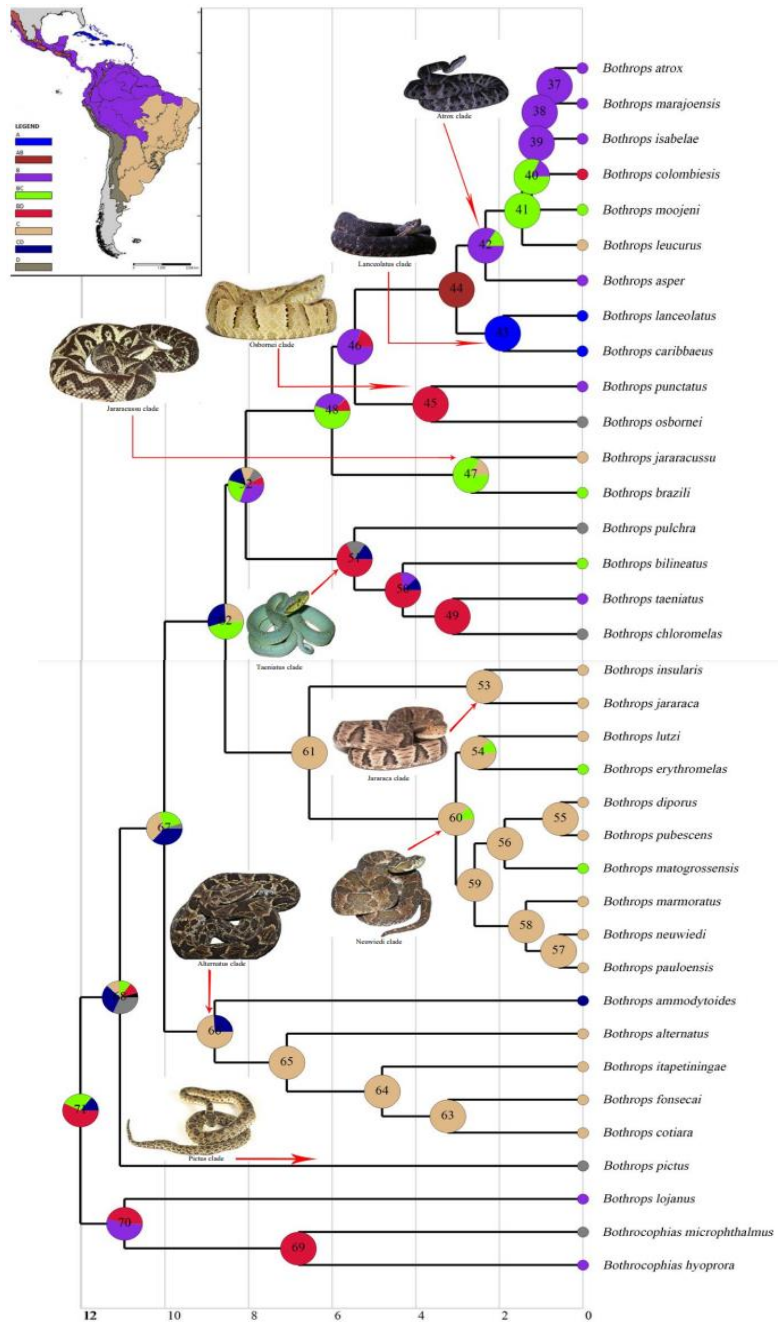 LEGEND
A
AB
B
BC
BD
C
CD
D
Atrox clade
Lanceolatus clade
Osbornei clade
Jararacussu clade
Taeniatus clade
Jararaca clade
Neuwiedi clade
Alternatus clade
Pictus clade
37
38
39
40
41
42
44
43
46
45
48
47
51
50
49
53
61
54
60
55
56
59
58
57
67
65
64
63
70
69
Bothrops atrox
Bothrops marajoensis
Bothrops isabelae
Bothrops colombiesis
Bothrops moojeni
Bothrops leucurus
Bothrops asper
Bothrops lanceolatus
Bothrops caribbaeus
Bothrops punctatus
Bothrops osbornei
Bothrops jararacussu
Bothrops brazili
Bothrops pulchra
Bothrops bilineatus
Bothrops taeniatus
Bothrops chloromelas
Bothrops insularis
Bothrops jararaca
Bothrops lutzi
Bothrops erythromelas
Bothrops diporus
Bothrops pubescens
Bothrops matogrossensis
Bothrops marmoratus
Bothrops neuwiedi
Bothrops pauloensis
Bothrops ammodytoides
Bothrops alternatus
Bothrops itapetiningae
Bothrops fonsecai
Bothrops cotiara
Bothrops pictus
Bothrops lojanus
Bothrocophias microphthalmus
Bothrocophias hyoprora
12 10 8 6 4 2 0